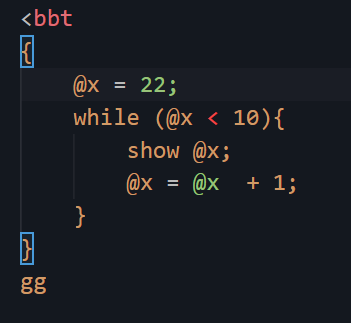 <bbt
{
    @x = 22;
    while (@x < 10){
        show @x;
        @x = @x  + 1;
    }
}
gg